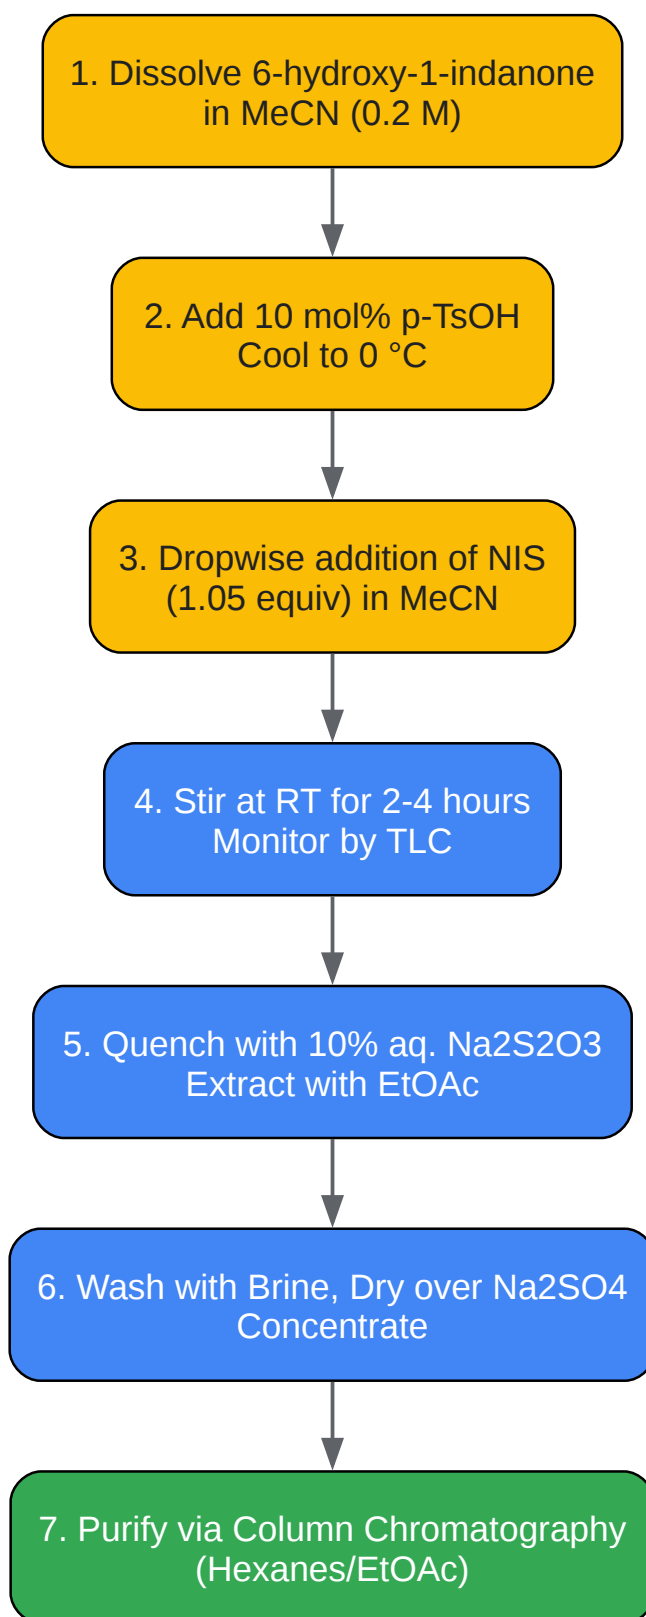 1. Dissolve 6-hydroxy-1-indanone
in MeCN (0.2 M)
2. Add 10 mol% p-TsOH
Cool to 0 °C
3. Dropwise addition of NIS
(1.05 equiv) in MeCN
4. Stir at RT for 2-4 hours
Monitor by TLC
5. Quench with 10% aq. Na2S2O3
Extract with EtOAc
6. Wash with Brine, Dry over Na2SO4
Concentrate
7. Purify via Column Chromatography
(Hexanes/EtOAc)